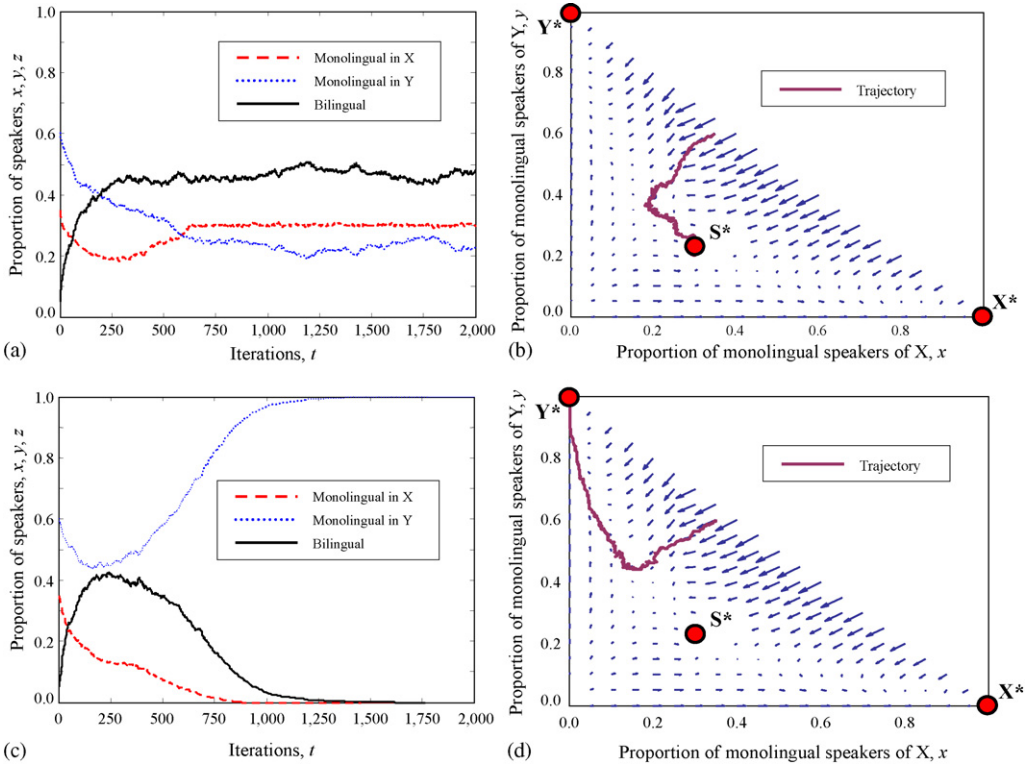 1.0
0.8
0.6
0.4
0.2
0.0
Proportion of speakers, x, y, z
Monolingual in X
Monolingual in Y
Bilingual
0 250 500 750 1,000 1,250 1,500 1,750 2,000
Iterations, t
(a)
Y*
0.8
0.6
0.4
0.2
0.0
Proportion of monolingual speakers of Y, y
Trajectory
S*
X*
0.0 0.2 0.4 0.6 0.8
Proportion of monolingual speakers of X, x
(b)
1.0
0.8
0.6
0.4
0.2
0.0
Proportion of speakers, x, y, z
Monolingual in X
Monolingual in Y
Bilingual
0 250 500 750 1,000 1,250 1,500 1,750 2,000
Iterations, t
(c)
Y*
0.8
0.6
0.4
0.2
0.0
Proportion of monolingual speakers of Y, y
Trajectory
S*
X*
0.0 0.2 0.4 0.6 0.8
Proportion of monolingual speakers of X, x
(d)